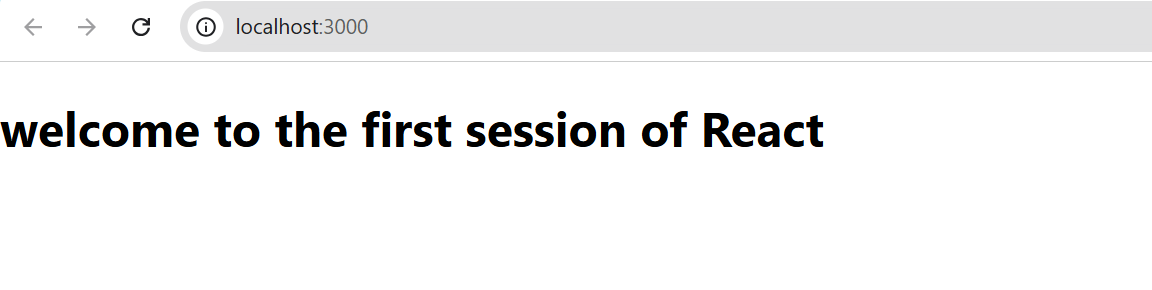 localhost:3000
welcome to the first session of React